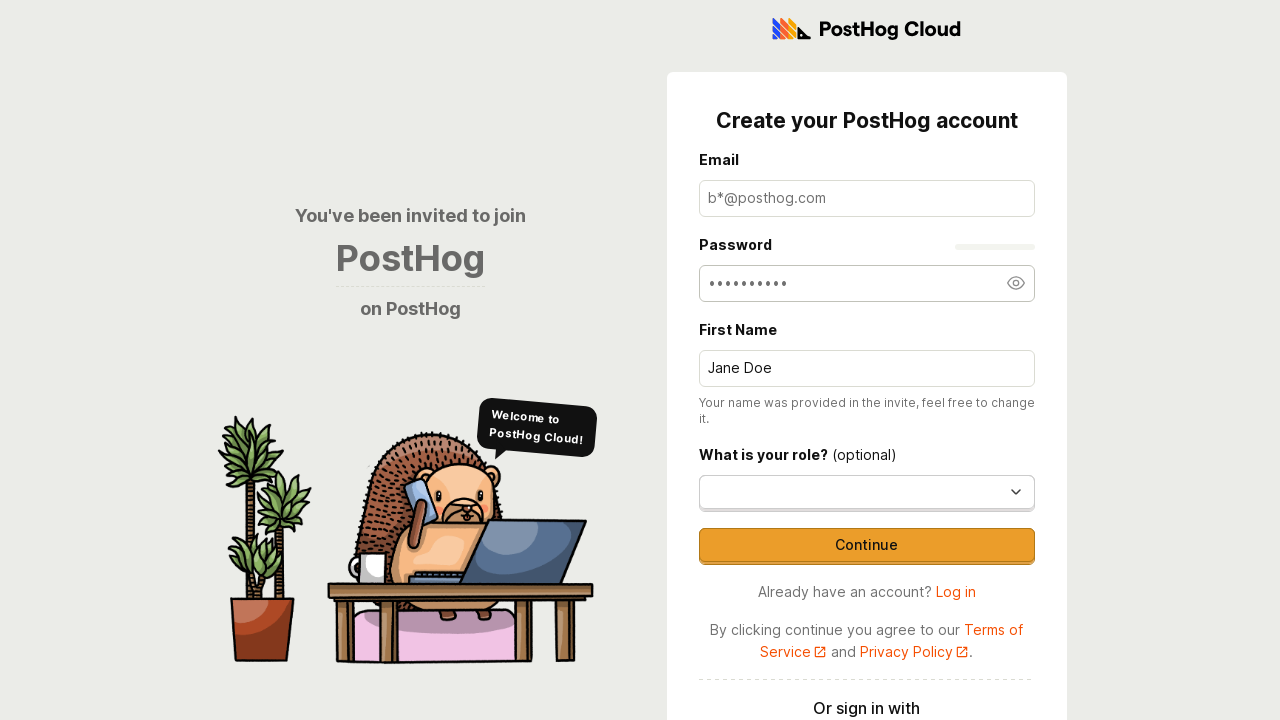 PostHog Cloud
You've been invited to join
PostHog
on PostHog
Welcome to
PostHog Cloud!
Create your PostHog account
Email
b*@posthog.com
Password
••••••••••
First Name
Jane Doe
Your name was provided in the invite, feel free to change
it.
What is your role? (optional)
Continue
Already have an account? Log in
By clicking continue you agree to our Terms of
Service and Privacy Policy.
Or sign in with